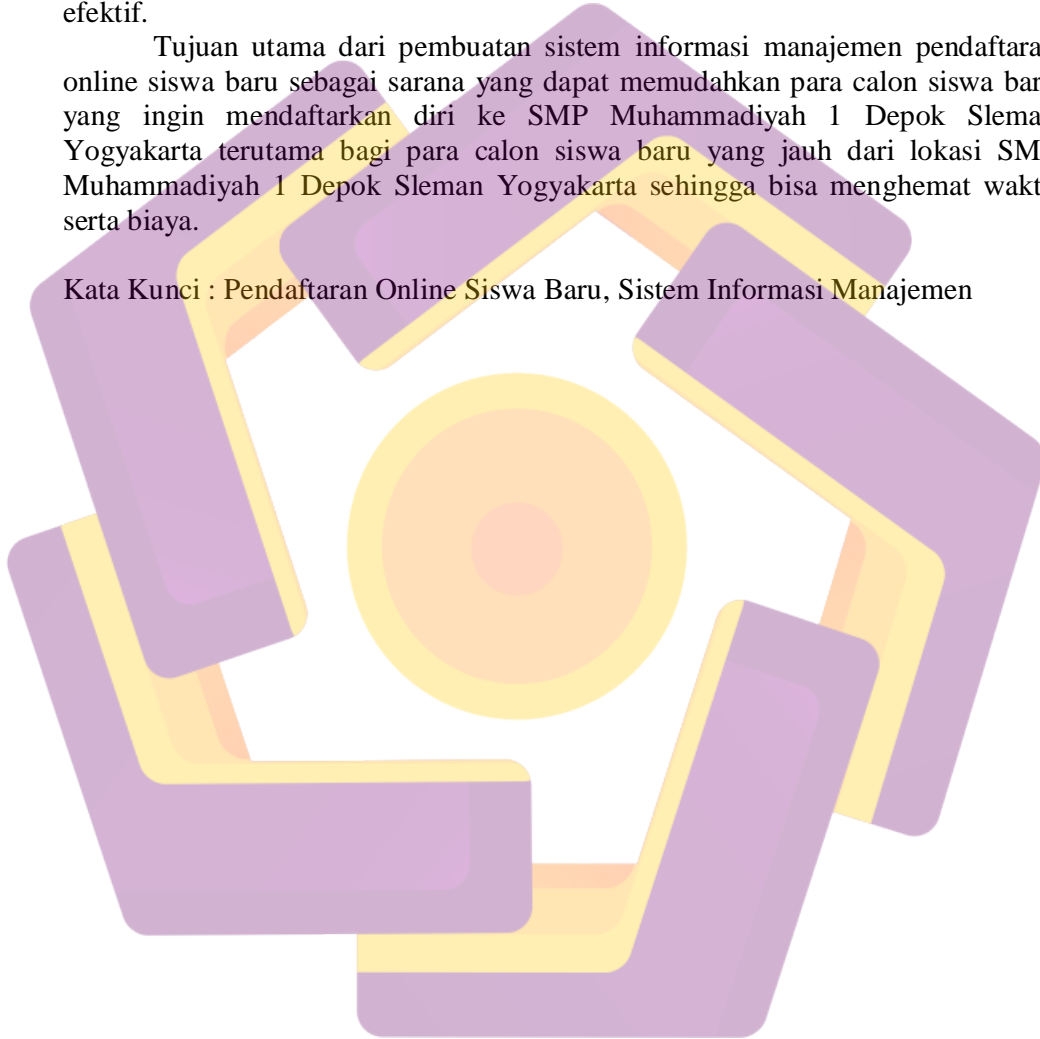 efektif.
Tujuan utama dari pembuatan sistem informasi manajemen pendaftara
online siswa baru sebagai sarana yang dapat memudahkan para calon siswa bar
yang ingin mendaftarkan diri ke SMP Muhammadiyah 1 Depok Slema
Yogyakarta terutama bagi para calon siswa baru yang jauh dari lokasi SM
Muhammadiyah 1 Depok Sleman Yogyakarta sehingga bisa menghemat wakt
serta biaya.
Kata Kunci : Pendaftaran Online Siswa Baru, Sistem Informasi Manajemen